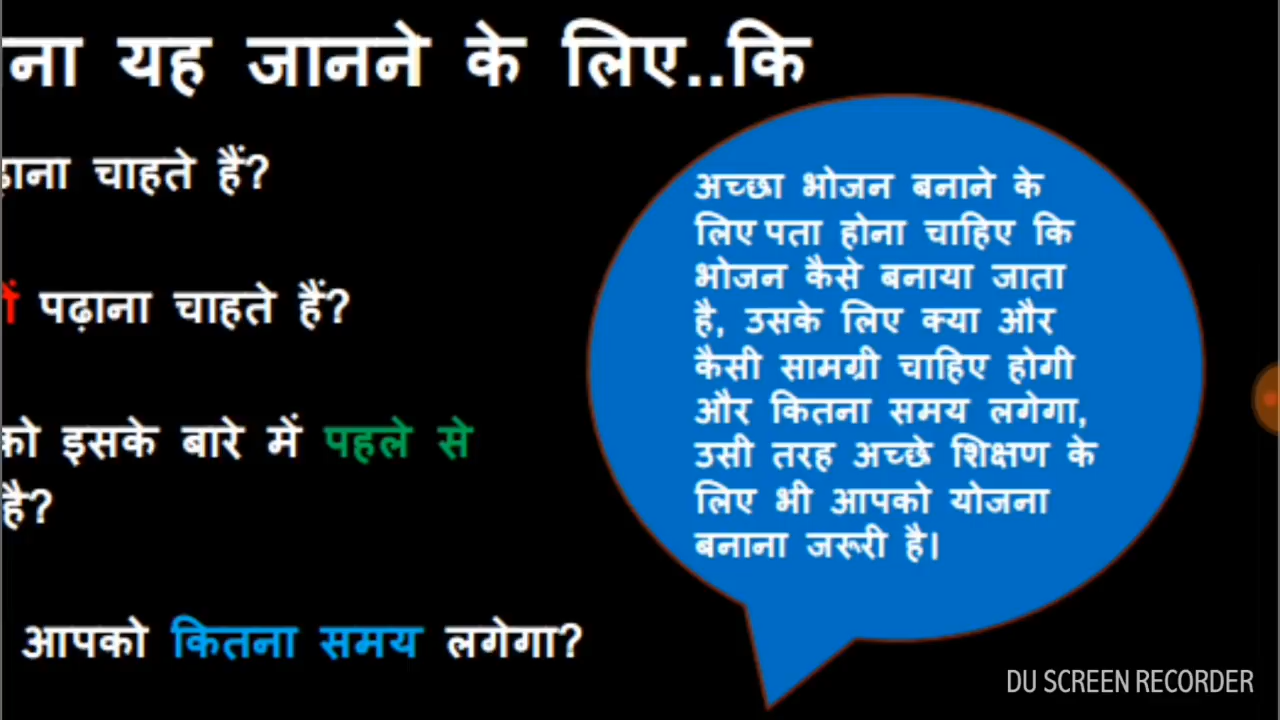 ना यह जानने के लिए..कि
चाहते हैं?
पढ़ाना चाहते हैं?
को इसके बारे में पहले से
है?
आपको कितना समय लगेगा?
अच्छा भोजन बनाने के
लिए पता होना चाहिए कि
भोजन कैसे बनाया जाता
है, उसके लिए क्या और
कैसी सामग्री चाहिए होगी
और कितना समय लगेगा,
उसी तरह अच्छे शिक्षण के
लिए भी आपको योजना
बनाना जरूरी है।
DU SCREEN RECORDER